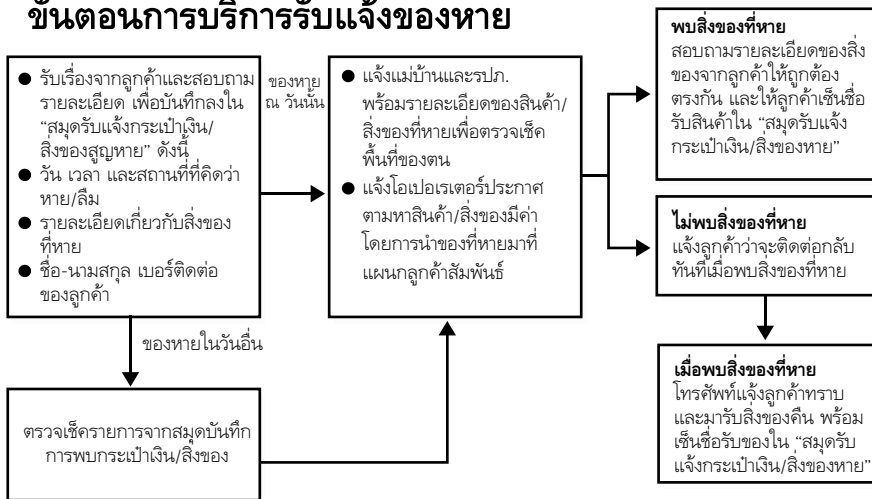 ขั้นตอนการบริการรับแจ้งของหาย
● รับเรื่องจากลูกค้าและสอบถาม
รายละเอียด เพื่อบันทึกลงใน
“สมุดรับแจ้งกระเป๋าเงิน/
สิ่งของสูญหาย” ดังนี้
● วัน เวลา และสถานที่ที่คิดว่า
หาย/ลืม
● รายละเอียดเกี่ยวกับสิ่งของ
ที่หาย
● ชื่อ-นามสกุล เบอร์ติดต่อ
ของลูกค้า
ของหาย
ณ วันนั้น
● แจ้งแม่บ้านและรปภ.
พร้อมรายละเอียดของสินค้า/
สิ่งของที่หายเพื่อตรวจเช็ค
พื้นที่ของตน
● แจ้งโอเปอเรเตอร์ประกาศ
ตามหาสินค้า/สิ่งของมีค่า
โดยการนำของที่หายมาที่
แผนกลูกค้าสัมพันธ์
พบสิ่งของที่หาย
สอบถามรายละเอียดของสิ่ง
ของจากลูกค้าให้ถูกต้อง
ตรงกัน และให้ลูกค้าเซ็นชื่อ
รับสินค้าใน “สมุดรับแจ้ง
กระเป๋าเงิน/สิ่งของหาย”
ไม่พบสิ่งของที่หาย
แจ้งลูกค้าว่าจะติดต่อกลับ
ทันทีเมื่อพบสิ่งของที่หาย
ของหายในวันอื่น
ตรวจเช็ครายการจากสมุดบันทึก
การพบกระเป๋าเงิน/สิ่งของ
เมื่อพบสิ่งของที่หาย
โทรศัพท์แจ้งลูกค้าทราบ
และมารับสิ่งของคืน พร้อม
เซ็นชื่อรับของใน “สมุดรับ
แจ้งกระเป๋าเงิน/สิ่งของหาย”